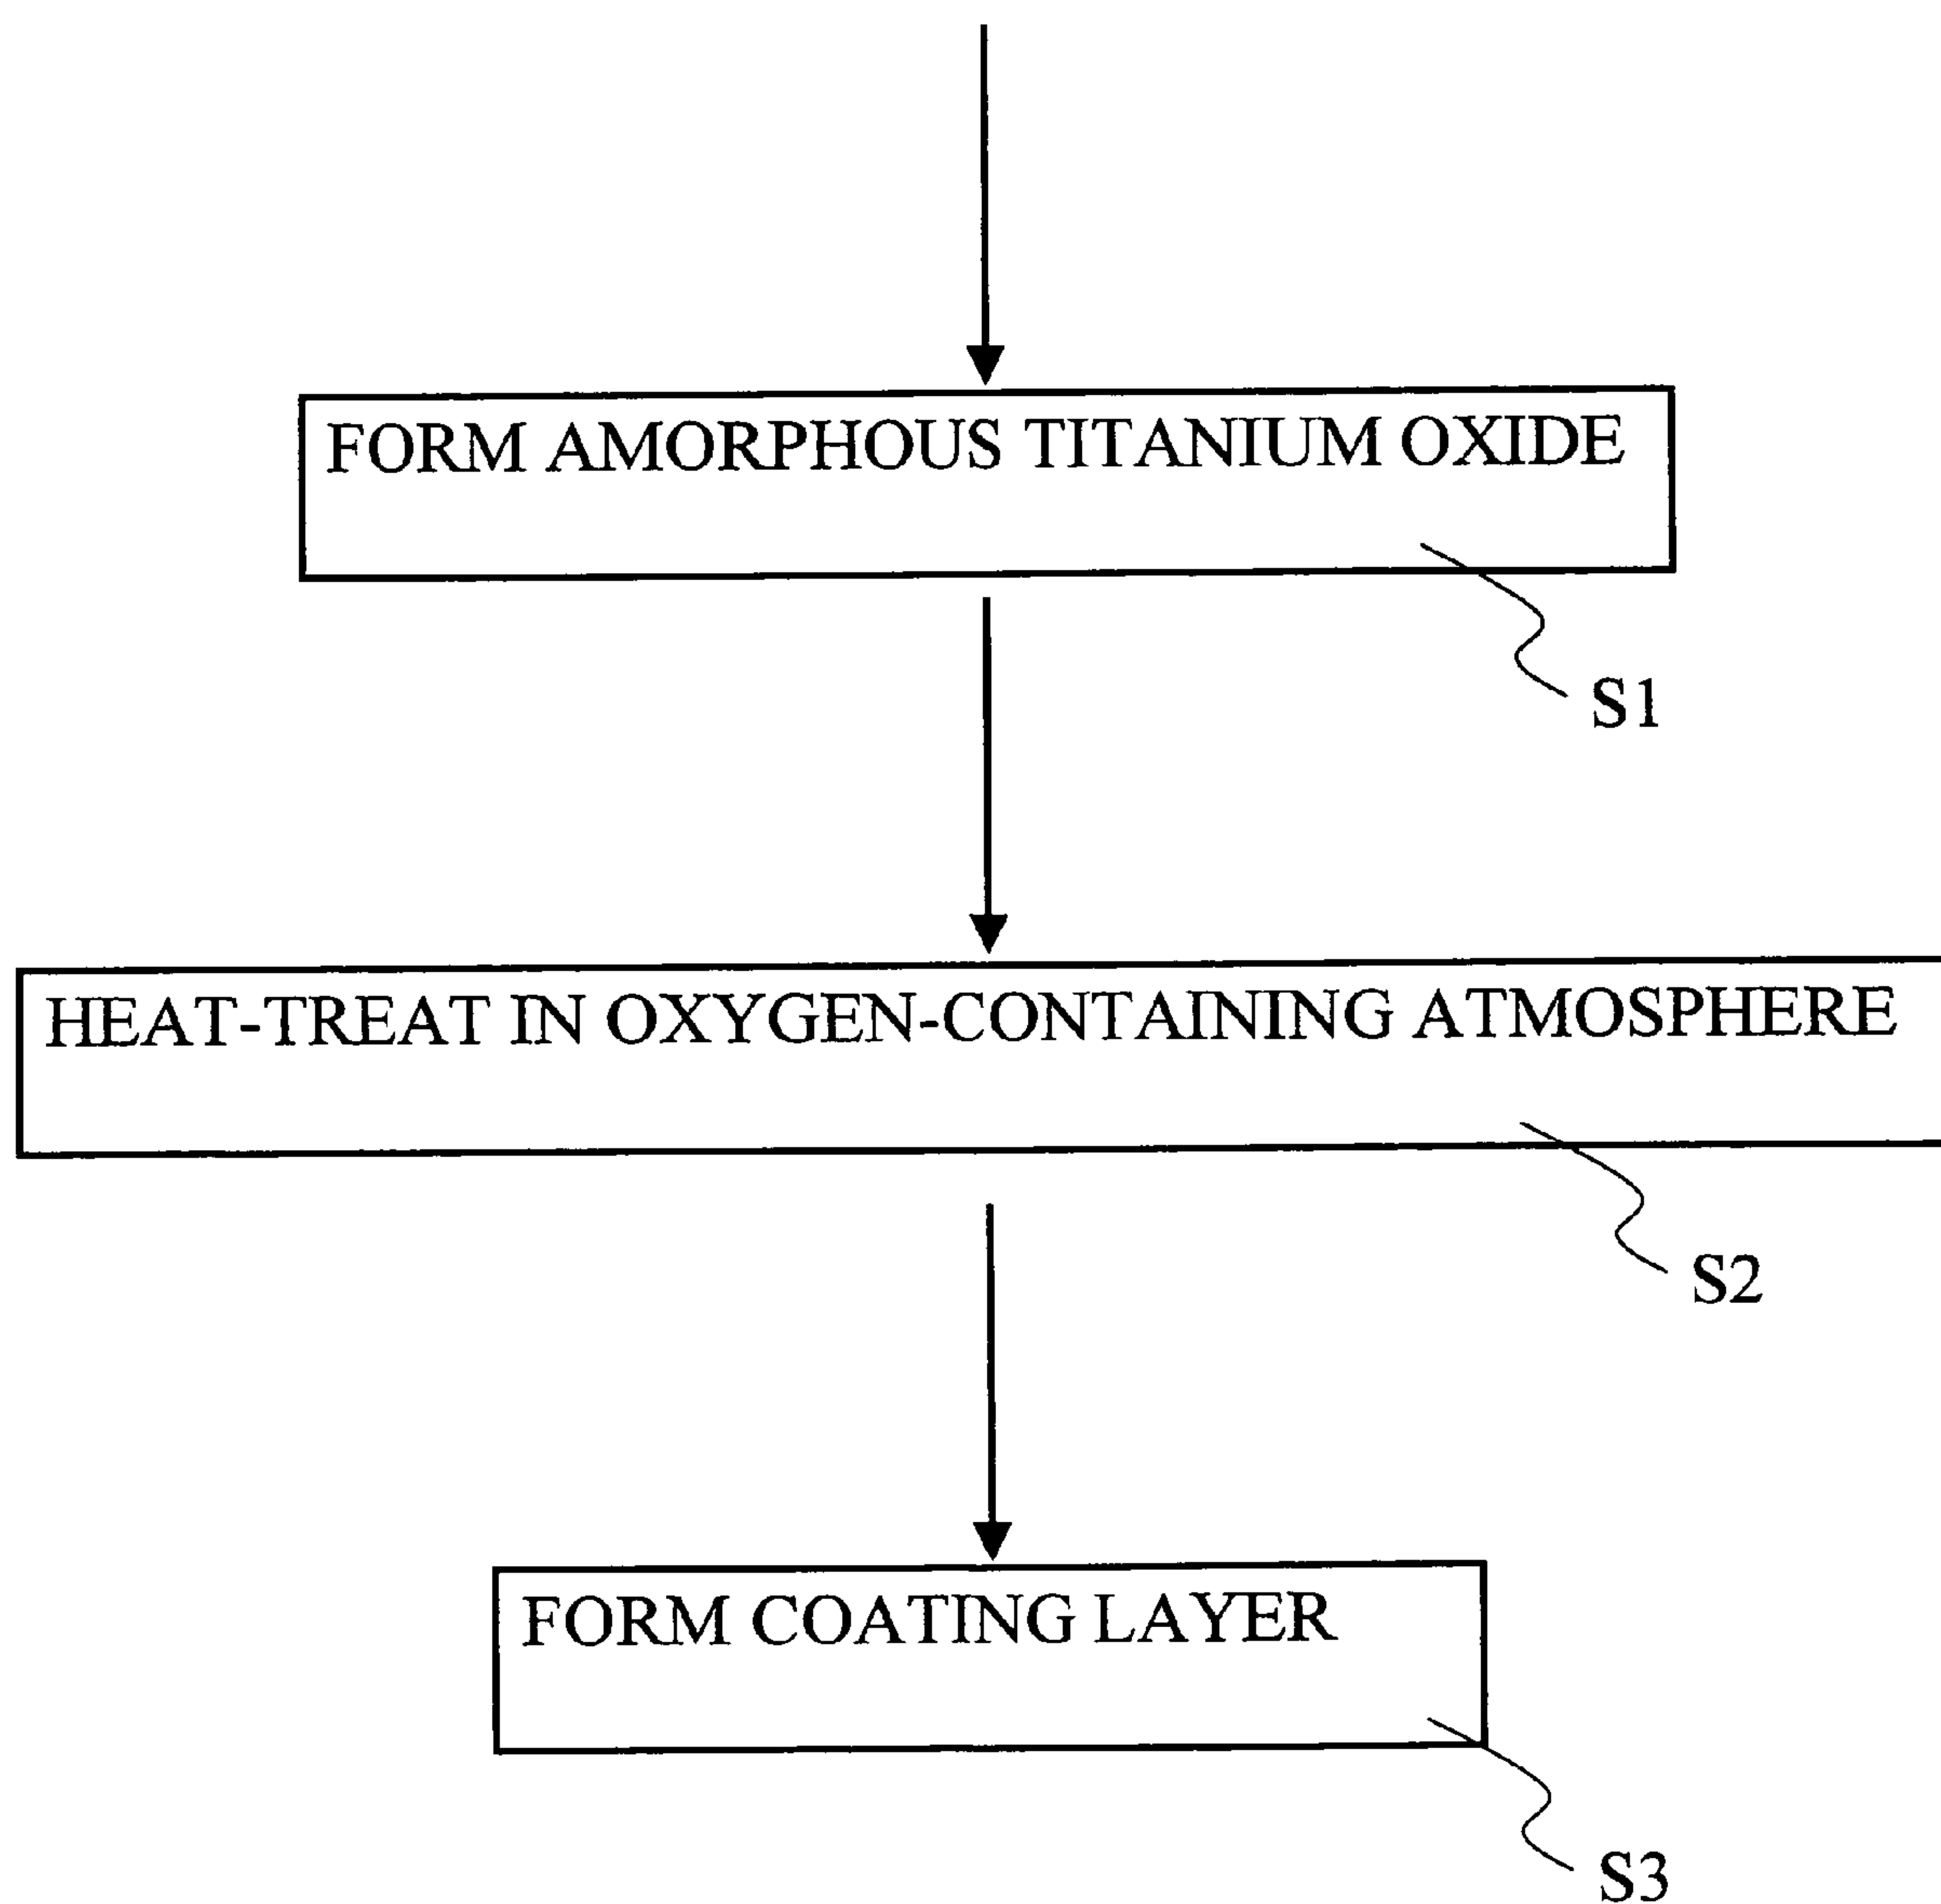 FORM AMORPHOUS TITANIUM OXIDE
S1
HEAT-TREAT IN OXYGEN-CONTAINING ATMOSPHERE
S2
FORM COATING LAYER
S3